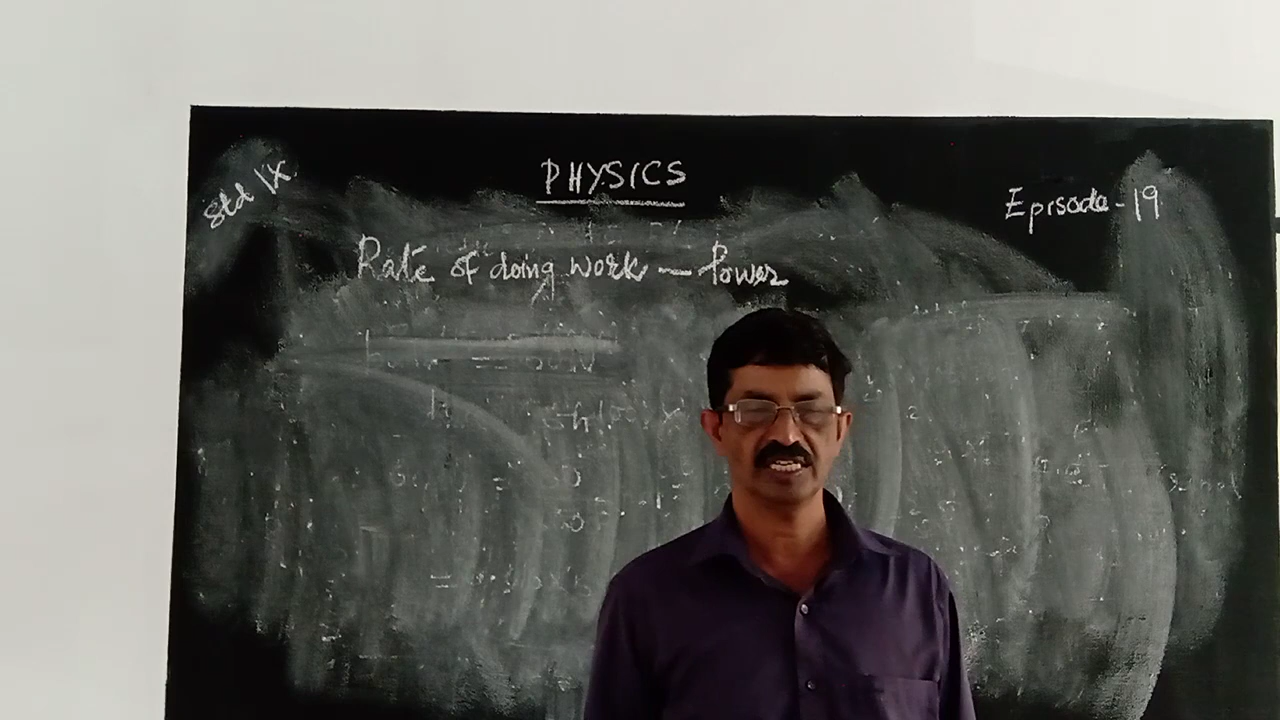 Std IX
PHYSICS
Episode-19
Rate of doing work — Power